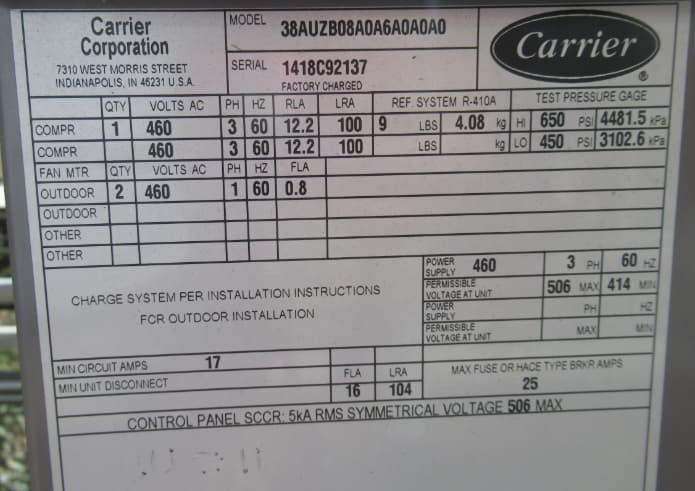 Carrier
Corporation
7310 WEST MORRIS STREET
INDIANAPOLIS, IN 46231 U.S.A.
MODEL 38AUZB08A0A6A0A0A0
SERIAL 1418C92137
FACTORY CHARGED
Carrier ®
QTY VOLTS AC PH HZ RLA LRA REF. SYSTEM R-410A TEST PRESSURE GAGE
COMPR 1 460 3 60 12.2 100 9 LBS 4.08 kg HI 650 PSI 4481.5 kPa
COMPR 460 3 60 12.2 100 LBS kg LO 450 PSI 3102.6 kPa
FAN MTR QTY VOLTS AC PH HZ FLA
OUTDOOR 2 460 1 60 0.8
OUTDOOR
OTHER
OTHER
CHARGE SYSTEM PER INSTALLATION INSTRUCTIONS
FOR OUTDOOR INSTALLATION
POWER SUPPLY 460 3 PH 60 HZ
PERMISSIBLE VOLTAGE AT UNIT 506 MAX 414 MIN
POWER SUPPLY PH HZ
PERMISSIBLE VOLTAGE AT UNIT MAX MIN
MIN CIRCUIT AMPS 17
MIN UNIT DISCONNECT
FLA LRA
16 104
MAX FUSE OR HACE TYPE BRKR AMPS
25
CONTROL PANEL SCCR: 5kA RMS SYMMETRICAL VOLTAGE 506 MAX